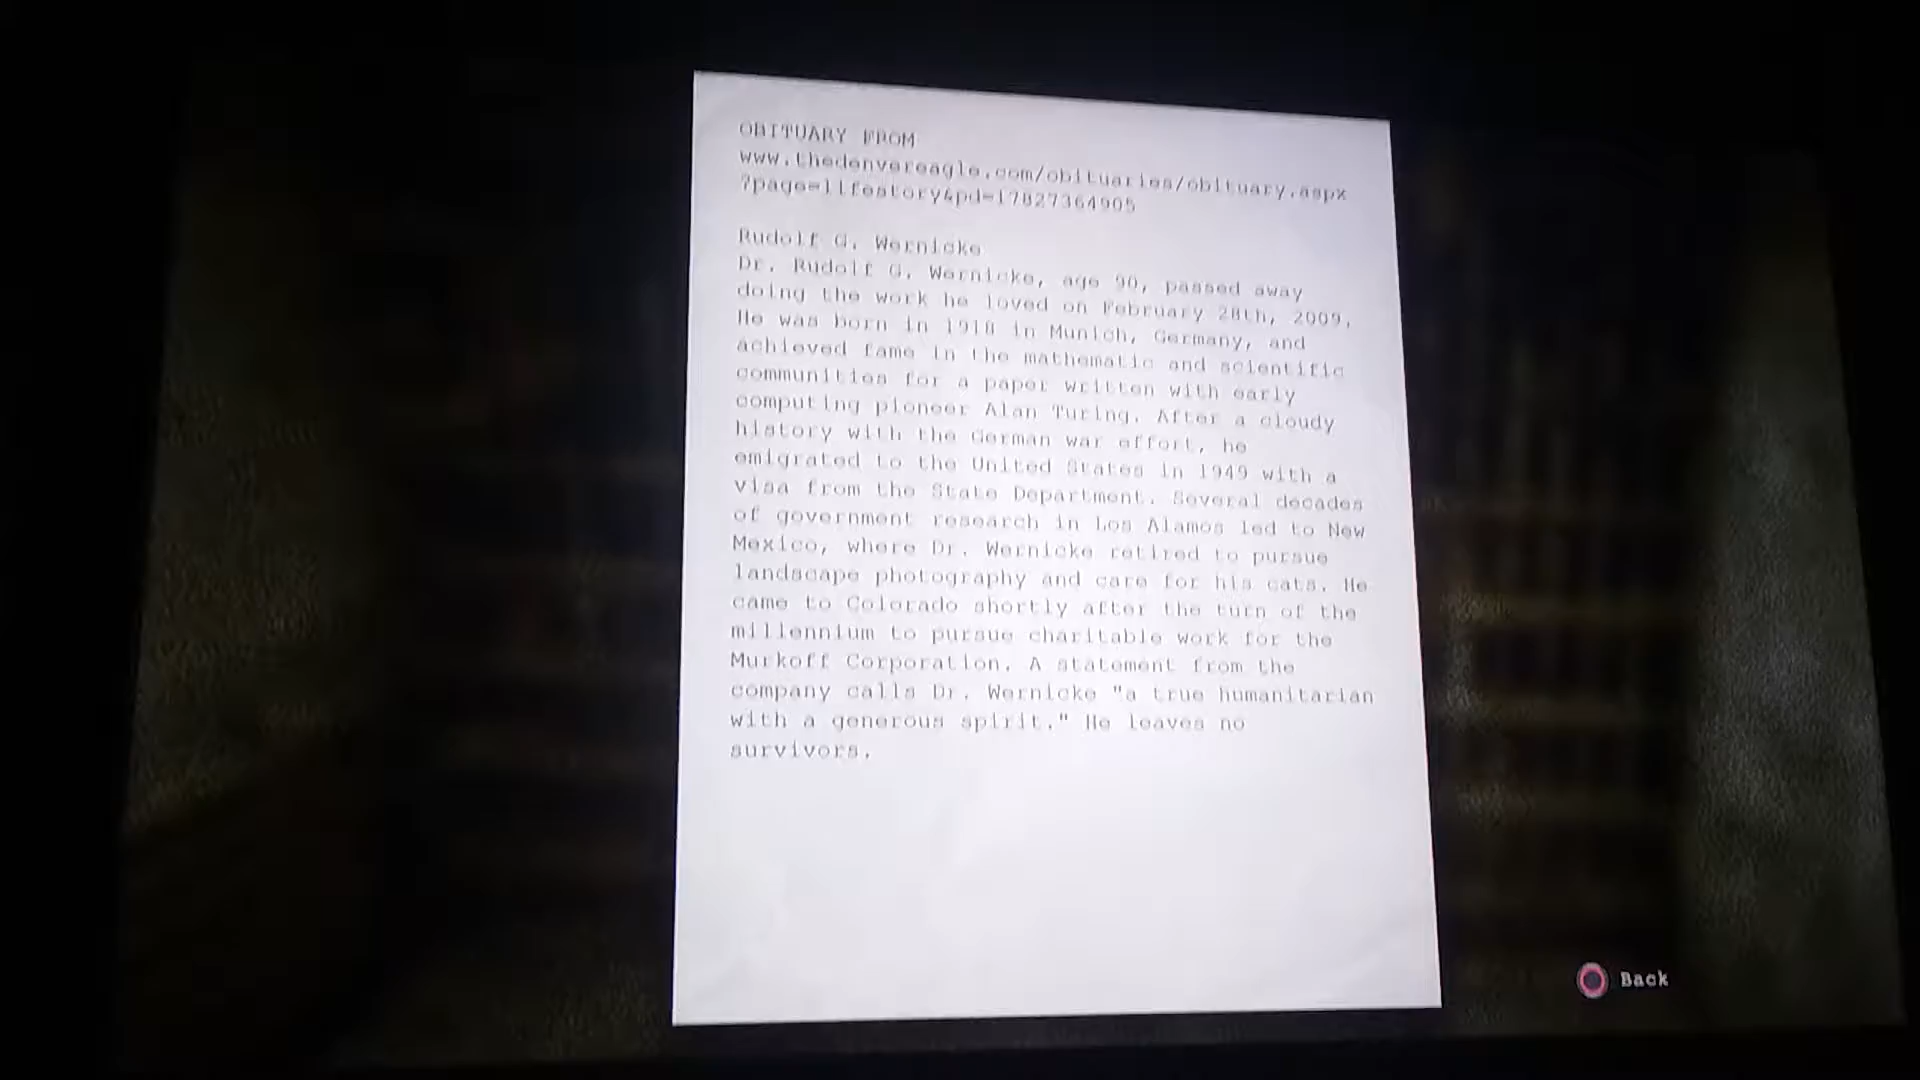 OBITUARY FROM
www.thedenvereagle.com/obituaries/obituary.aspx
?page=lifestory&pd=17827364905
Rudolf G. Wernicke
Dr. Rudolf G. Wernicke, age 90, passed away
doing the work he loved on February 28th, 2009.
He was born in 1918 in Munich, Germany, and
achieved fame in the mathematic and scientific
communities for a paper written with early
computing pioneer Alan Turing. After a cloudy
history with the German war effort, he
emigrated to the United States in 1949 with a
visa from the State Department. Several decades
of government research in Los Alamos led to New
Mexico, where Dr. Wernicke retired to pursue
landscape photography and care for his cats. He
came to Colorado shortly after the turn of the
millennium to pursue charitable work for the
Murkoff Corporation. A statement from the
company calls Dr. Wernicke "a true humanitarian
with a generous spirit." He leaves no
survivors.
Back